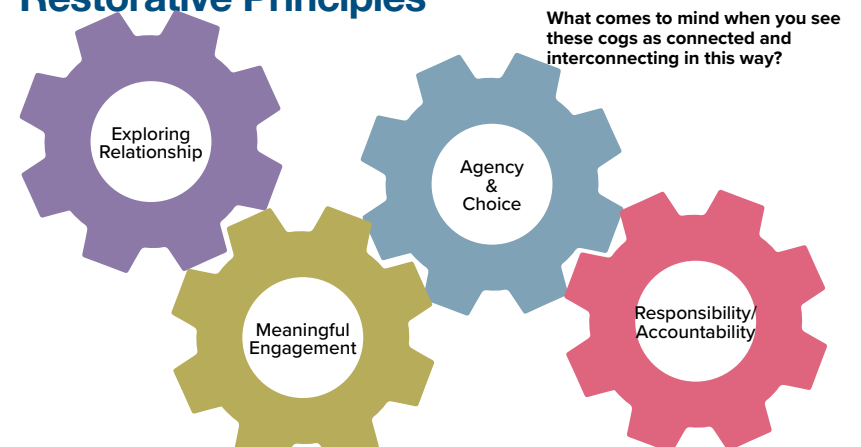 Restorative Principles
What comes to mind when you see
these cogs as connected and
interconnecting in this way?
Exploring
Relationship
Agency
&
Choice
Meaningful
Engagement
Responsibility/
Accountability